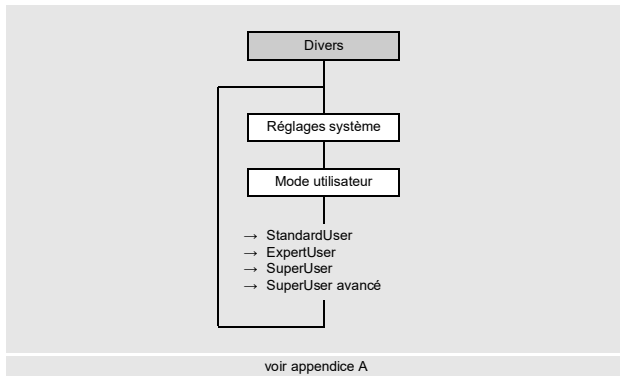 Divers
Réglages système
Mode utilisateur
→ StandardUser
→ ExpertUser
→ SuperUser
→ SuperUser avancé
voir appendice A